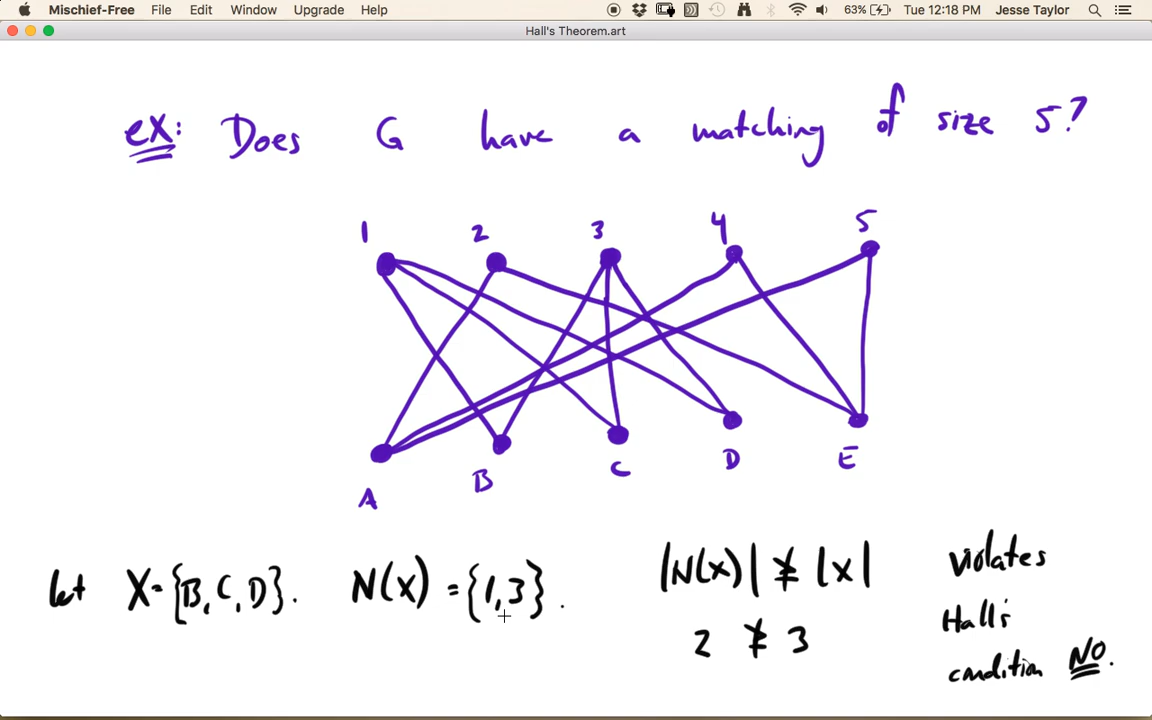 Mischief-Free File Edit Window Upgrade Help 63% Tue 12:18 PM Jesse Taylor
Hall's Theorem.art
ex: Does G have a matching of size 5?
1 2 3 4 5
A B C D E
let X={B,C,D}. N(x) ={1,3}. |N(x)| ≱ |x| violates
2 ≱ 3 Hall's
condition NO.